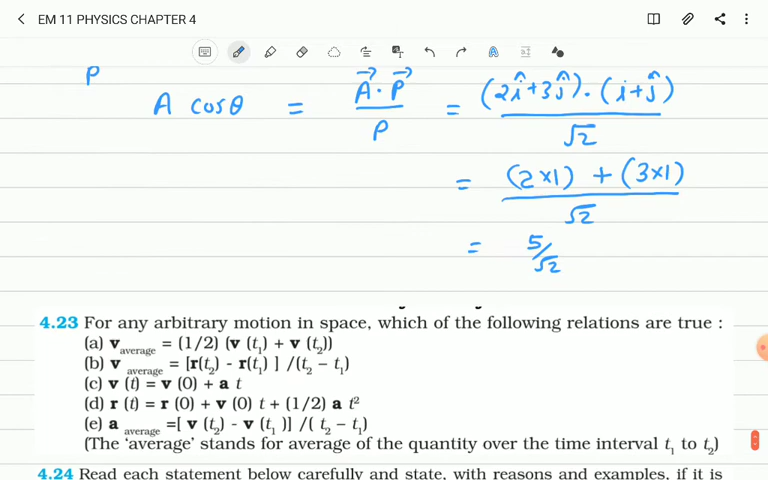 EM 11 PHYSICS CHAPTER 4
P
A cosθ = A⃗ · P⃗ / P = (2î+3ĵ) · (i+ĵ) / √2
= (2×1) + (3×1) / √2
= 5/√2
4.23 For any arbitrary motion in space, which of the following relations are true :
(a) v average = (1/2) (v (t₁) + v (t₂))
(b) v average = [r(t₂) - r(t₁) ] /(t₂ – t₁)
(c) v (t) = v (0) + a t
(d) r (t) = r (0) + v (0) t + (1/2) a t²
(e) a average =[ v (t₂) - v (t₁ )] /( t₂ – t₁)
(The 'average' stands for average of the quantity over the time interval t₁ to t₂)
4.24 Read each statement below carefully and state, with reasons and examples, if it is